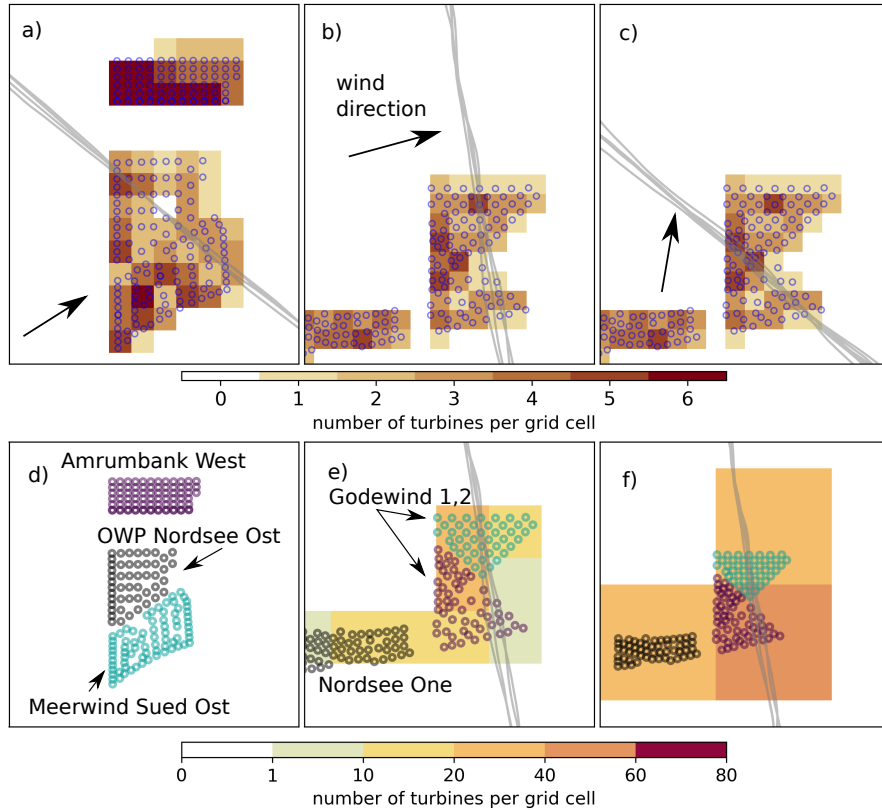 a)
b)
c)
wind
direction
0 1 2 3 4 5 6
number of turbines per grid cell
d)
Amrumbank West
OWP Nordsee Ost
Meerwind Sued Ost
e)
Godewind 1,2
Nordsee One
f)
0 1 10 20 40 60 80
number of turbines per grid cell